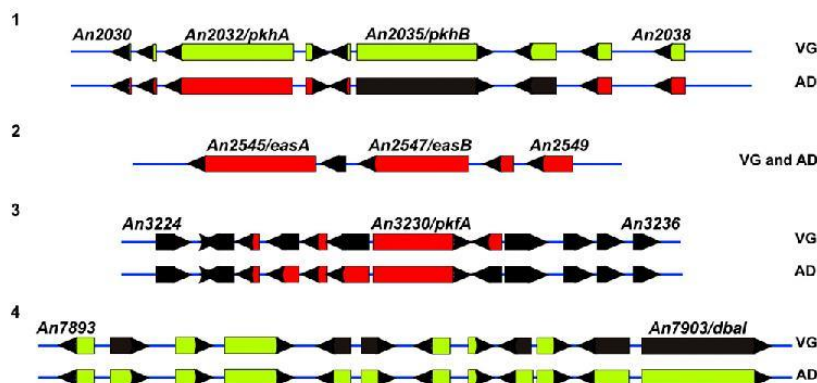 1
An2030 An2032/pkhA An2035/pkhB An2038
VG
AD
2
An2545/easA An2547/easB An2549
VG and AD
3
An3224 An3230/pkfA An3236
VG
AD
4
An7893 An7903/dbaI
VG
AD